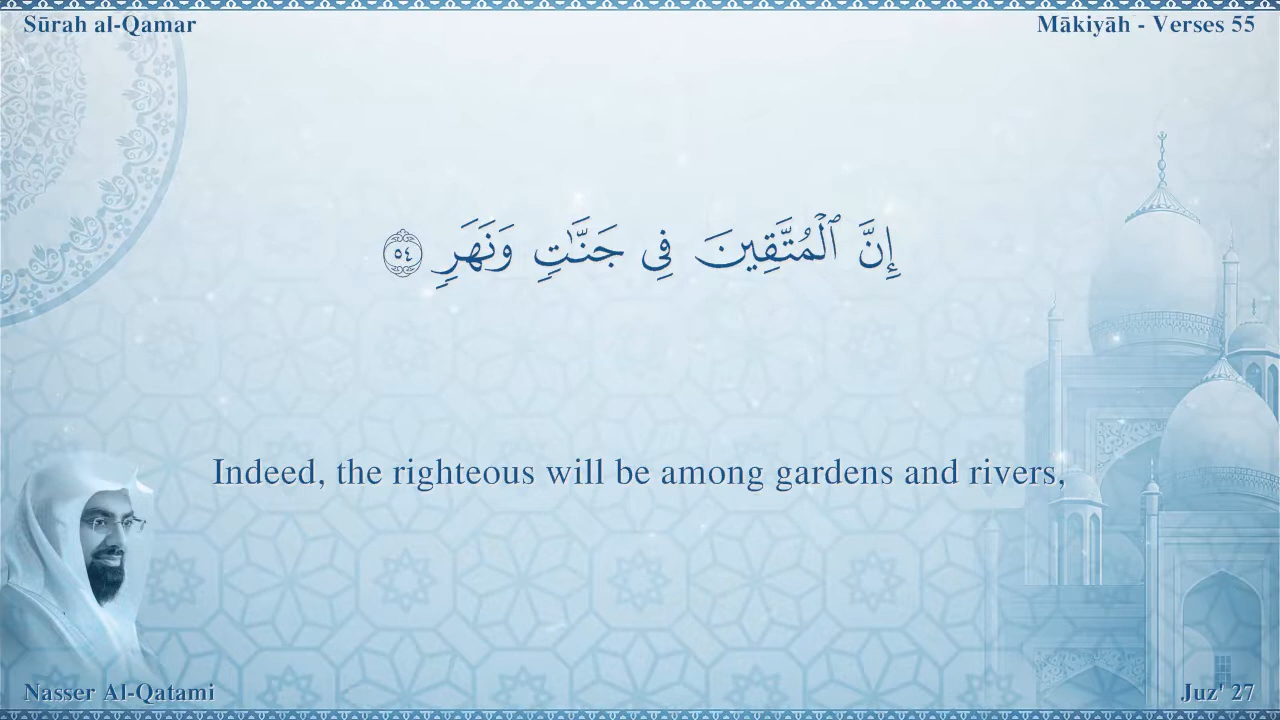 Sūrah al-Qamar
Mākiyāh - Verses 55
إِنَّ ٱلْمُتَّقِينَ فِى جَنَّـٰتٍ وَنَهَرٍ ٥٤
Indeed, the righteous will be among gardens and rivers,
Nasser Al-Qatami
Juz' 27